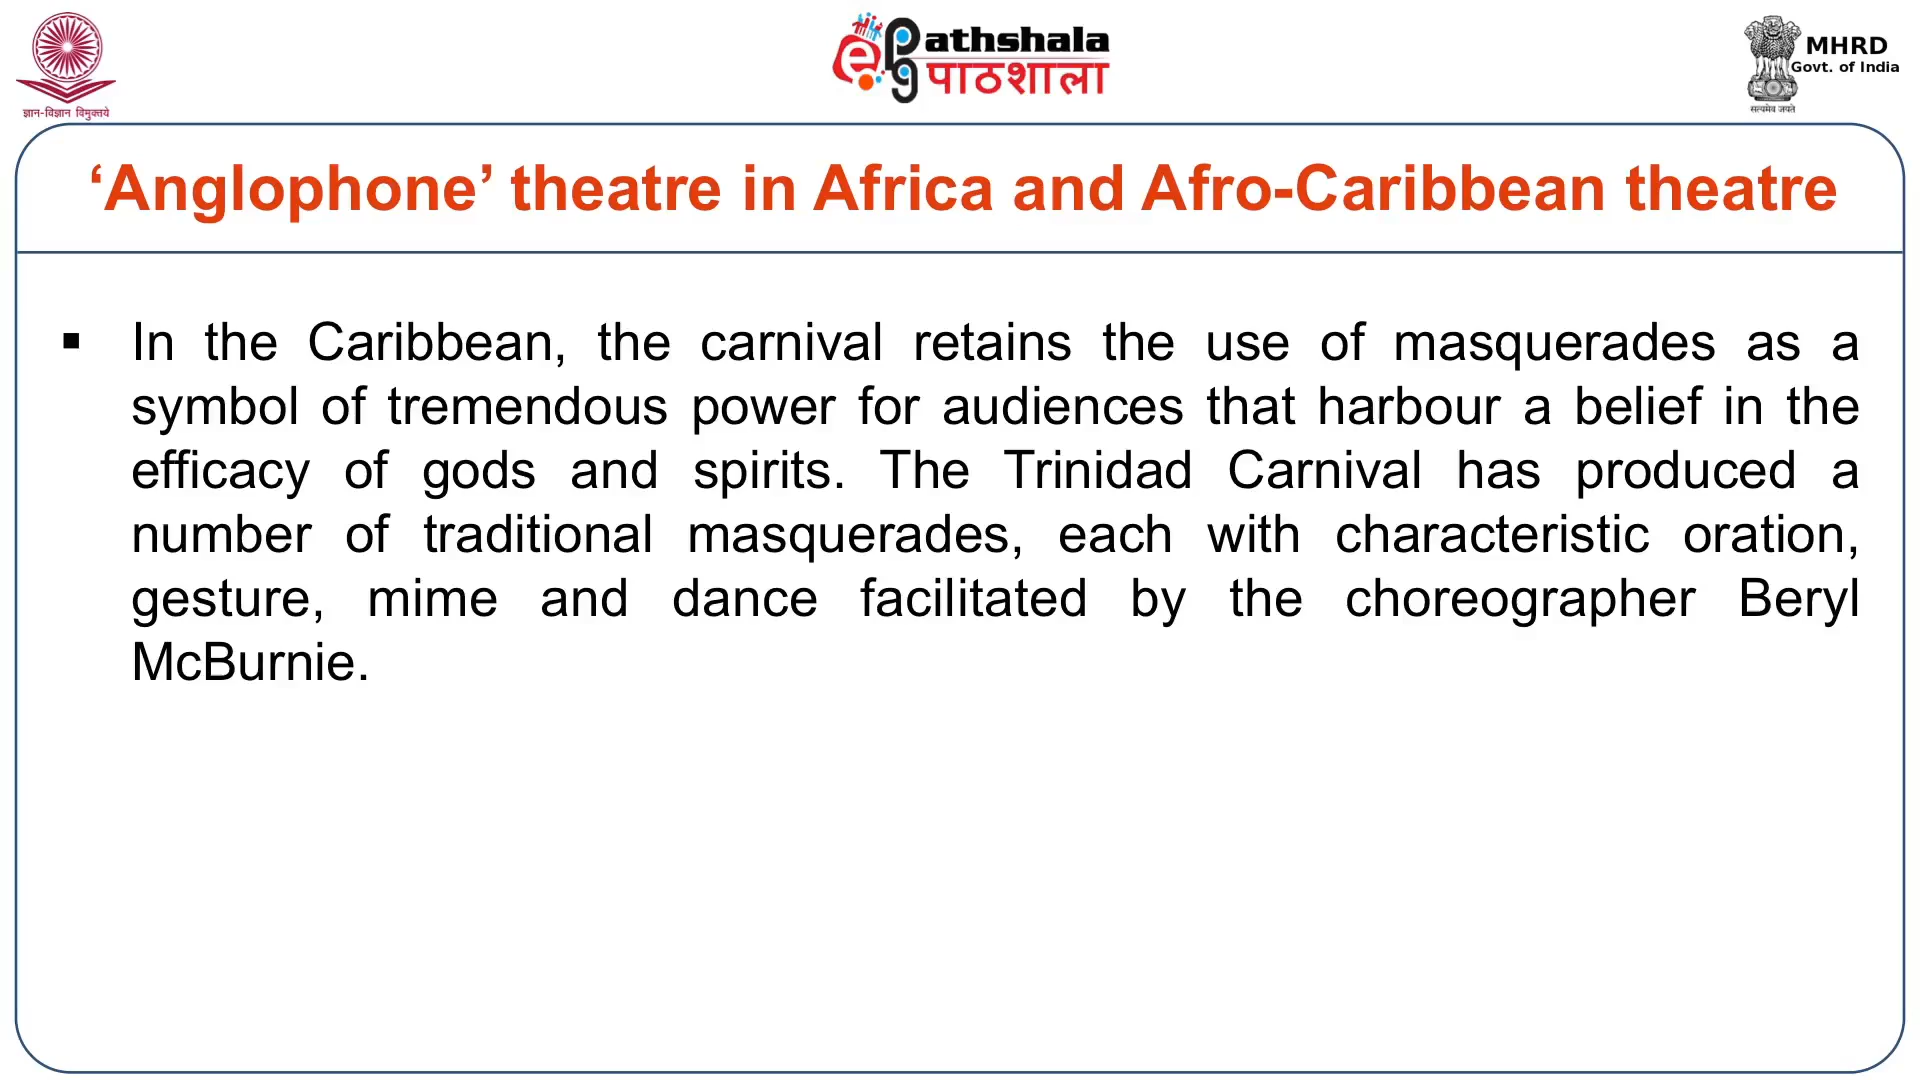 ज्ञान-विज्ञान विमुक्तये
ePg Pathshala
पाठशाला
MHRD
Govt. of India
सत्यमेव जयते
‘Anglophone’ theatre in Africa and Afro-Caribbean theatre
▪ In the Caribbean, the carnival retains the use of masquerades as a
symbol of tremendous power for audiences that harbour a belief in the
efficacy of gods and spirits. The Trinidad Carnival has produced a
number of traditional masquerades, each with characteristic oration,
gesture, mime and dance facilitated by the choreographer Beryl
McBurnie.